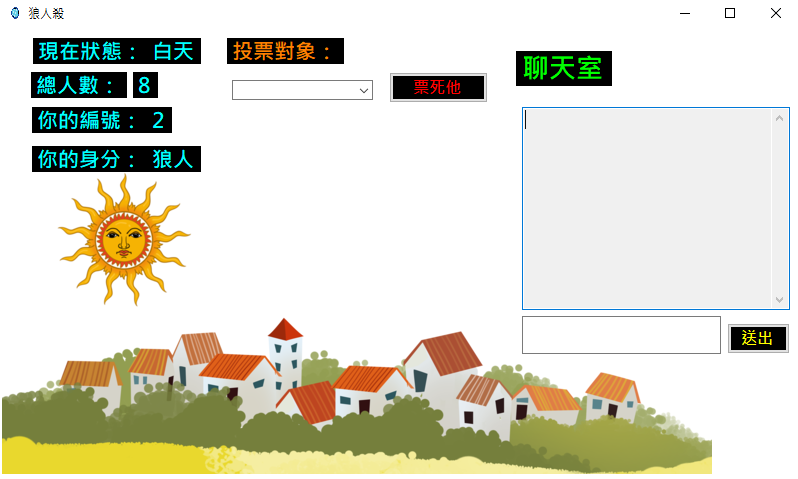 狼人殺
現在狀態： 白天
投票對象：
總人數： 8
票死他
聊天室
你的編號： 2
你的身分： 狼人
送出